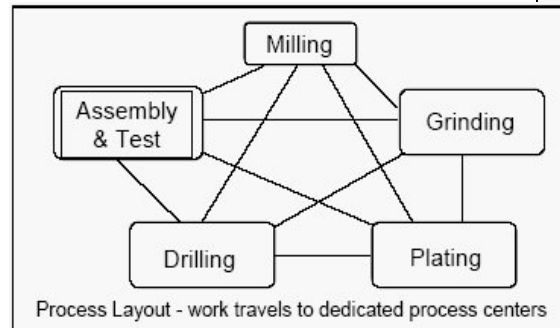 Milling
Assembly
& Test
Grinding
Drilling
Plating
Process Layout - work travels to dedicated process centers